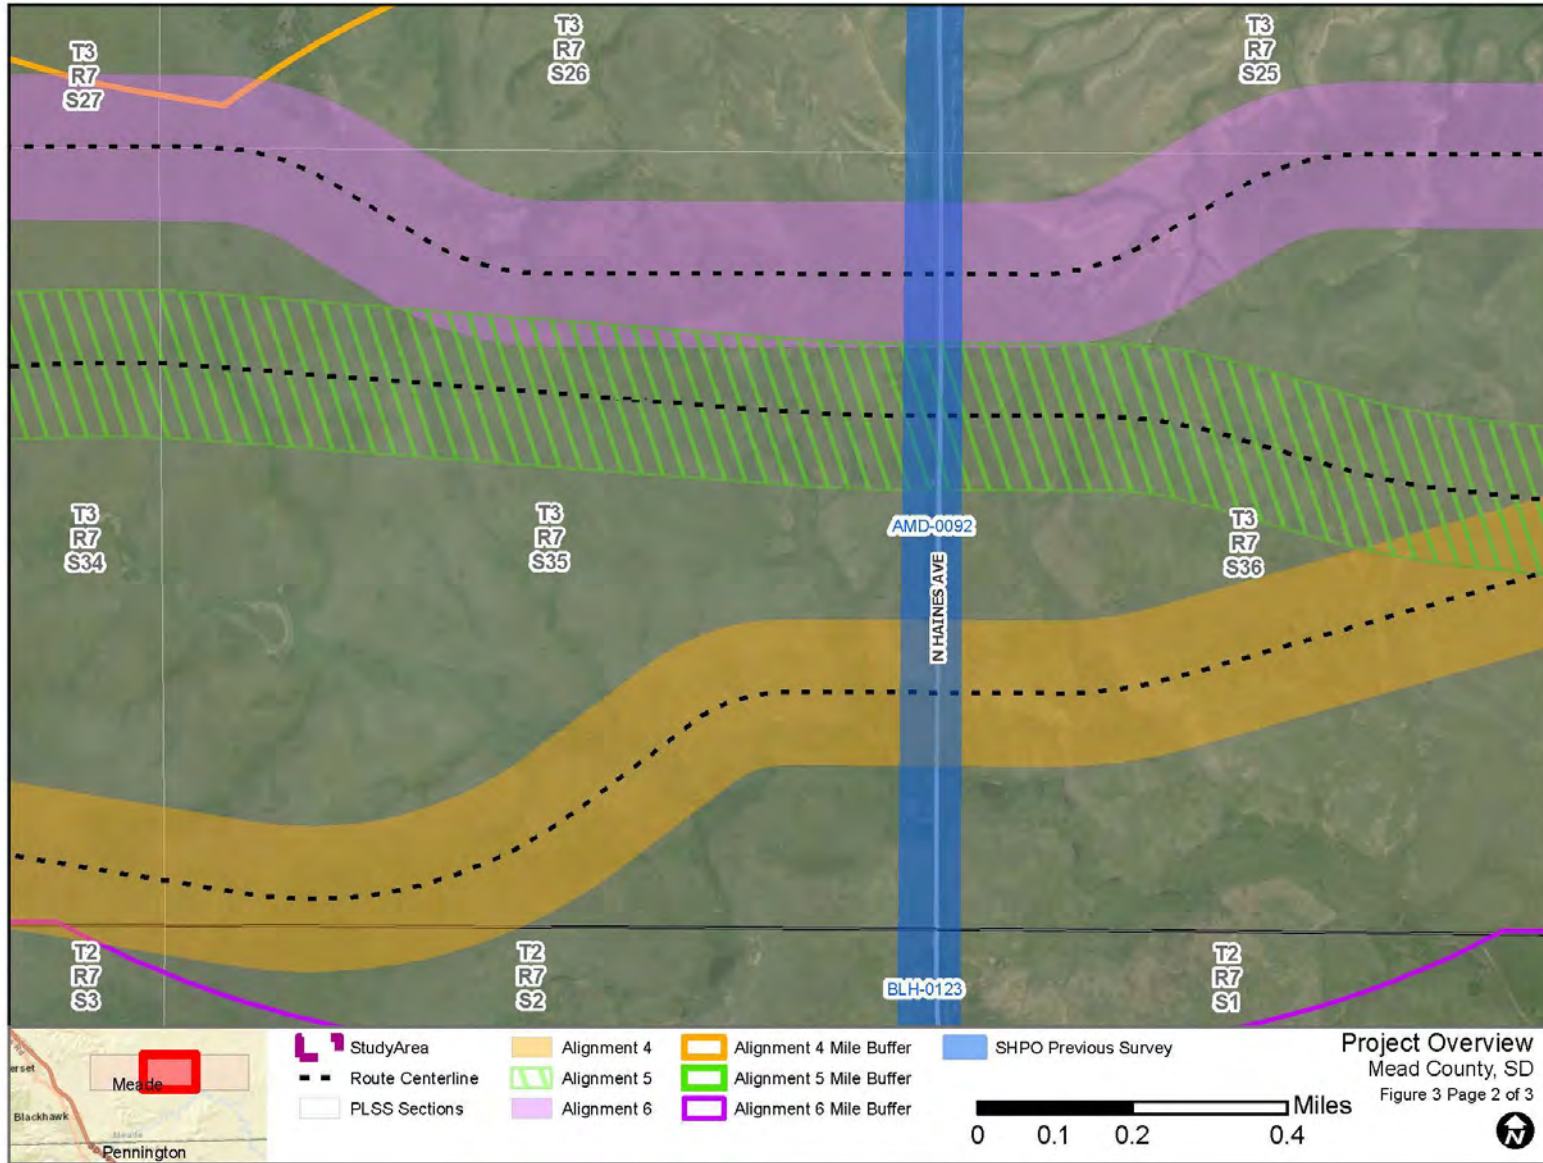 T3
R7
S27
T3
R7
S26
T3
R7
S25
T3
R7
S34
T3
R7
S35
AMD-0092
N HAINES AVE
T3
R7
S36
T2
R7
S3
T2
R7
S2
BLH-0123
T2
R7
S1
erset
Meade
Blackhawk
Meade
Pennington
StudyArea
Route Centerline
PLSS Sections
Alignment 4
Alignment 5
Alignment 6
Alignment 4 Mile Buffer
Alignment 5 Mile Buffer
Alignment 6 Mile Buffer
SHPO Previous Survey
Miles
0 0.1 0.2 0.4
Project Overview
Mead County, SD
Figure 3 Page 2 of 3
N